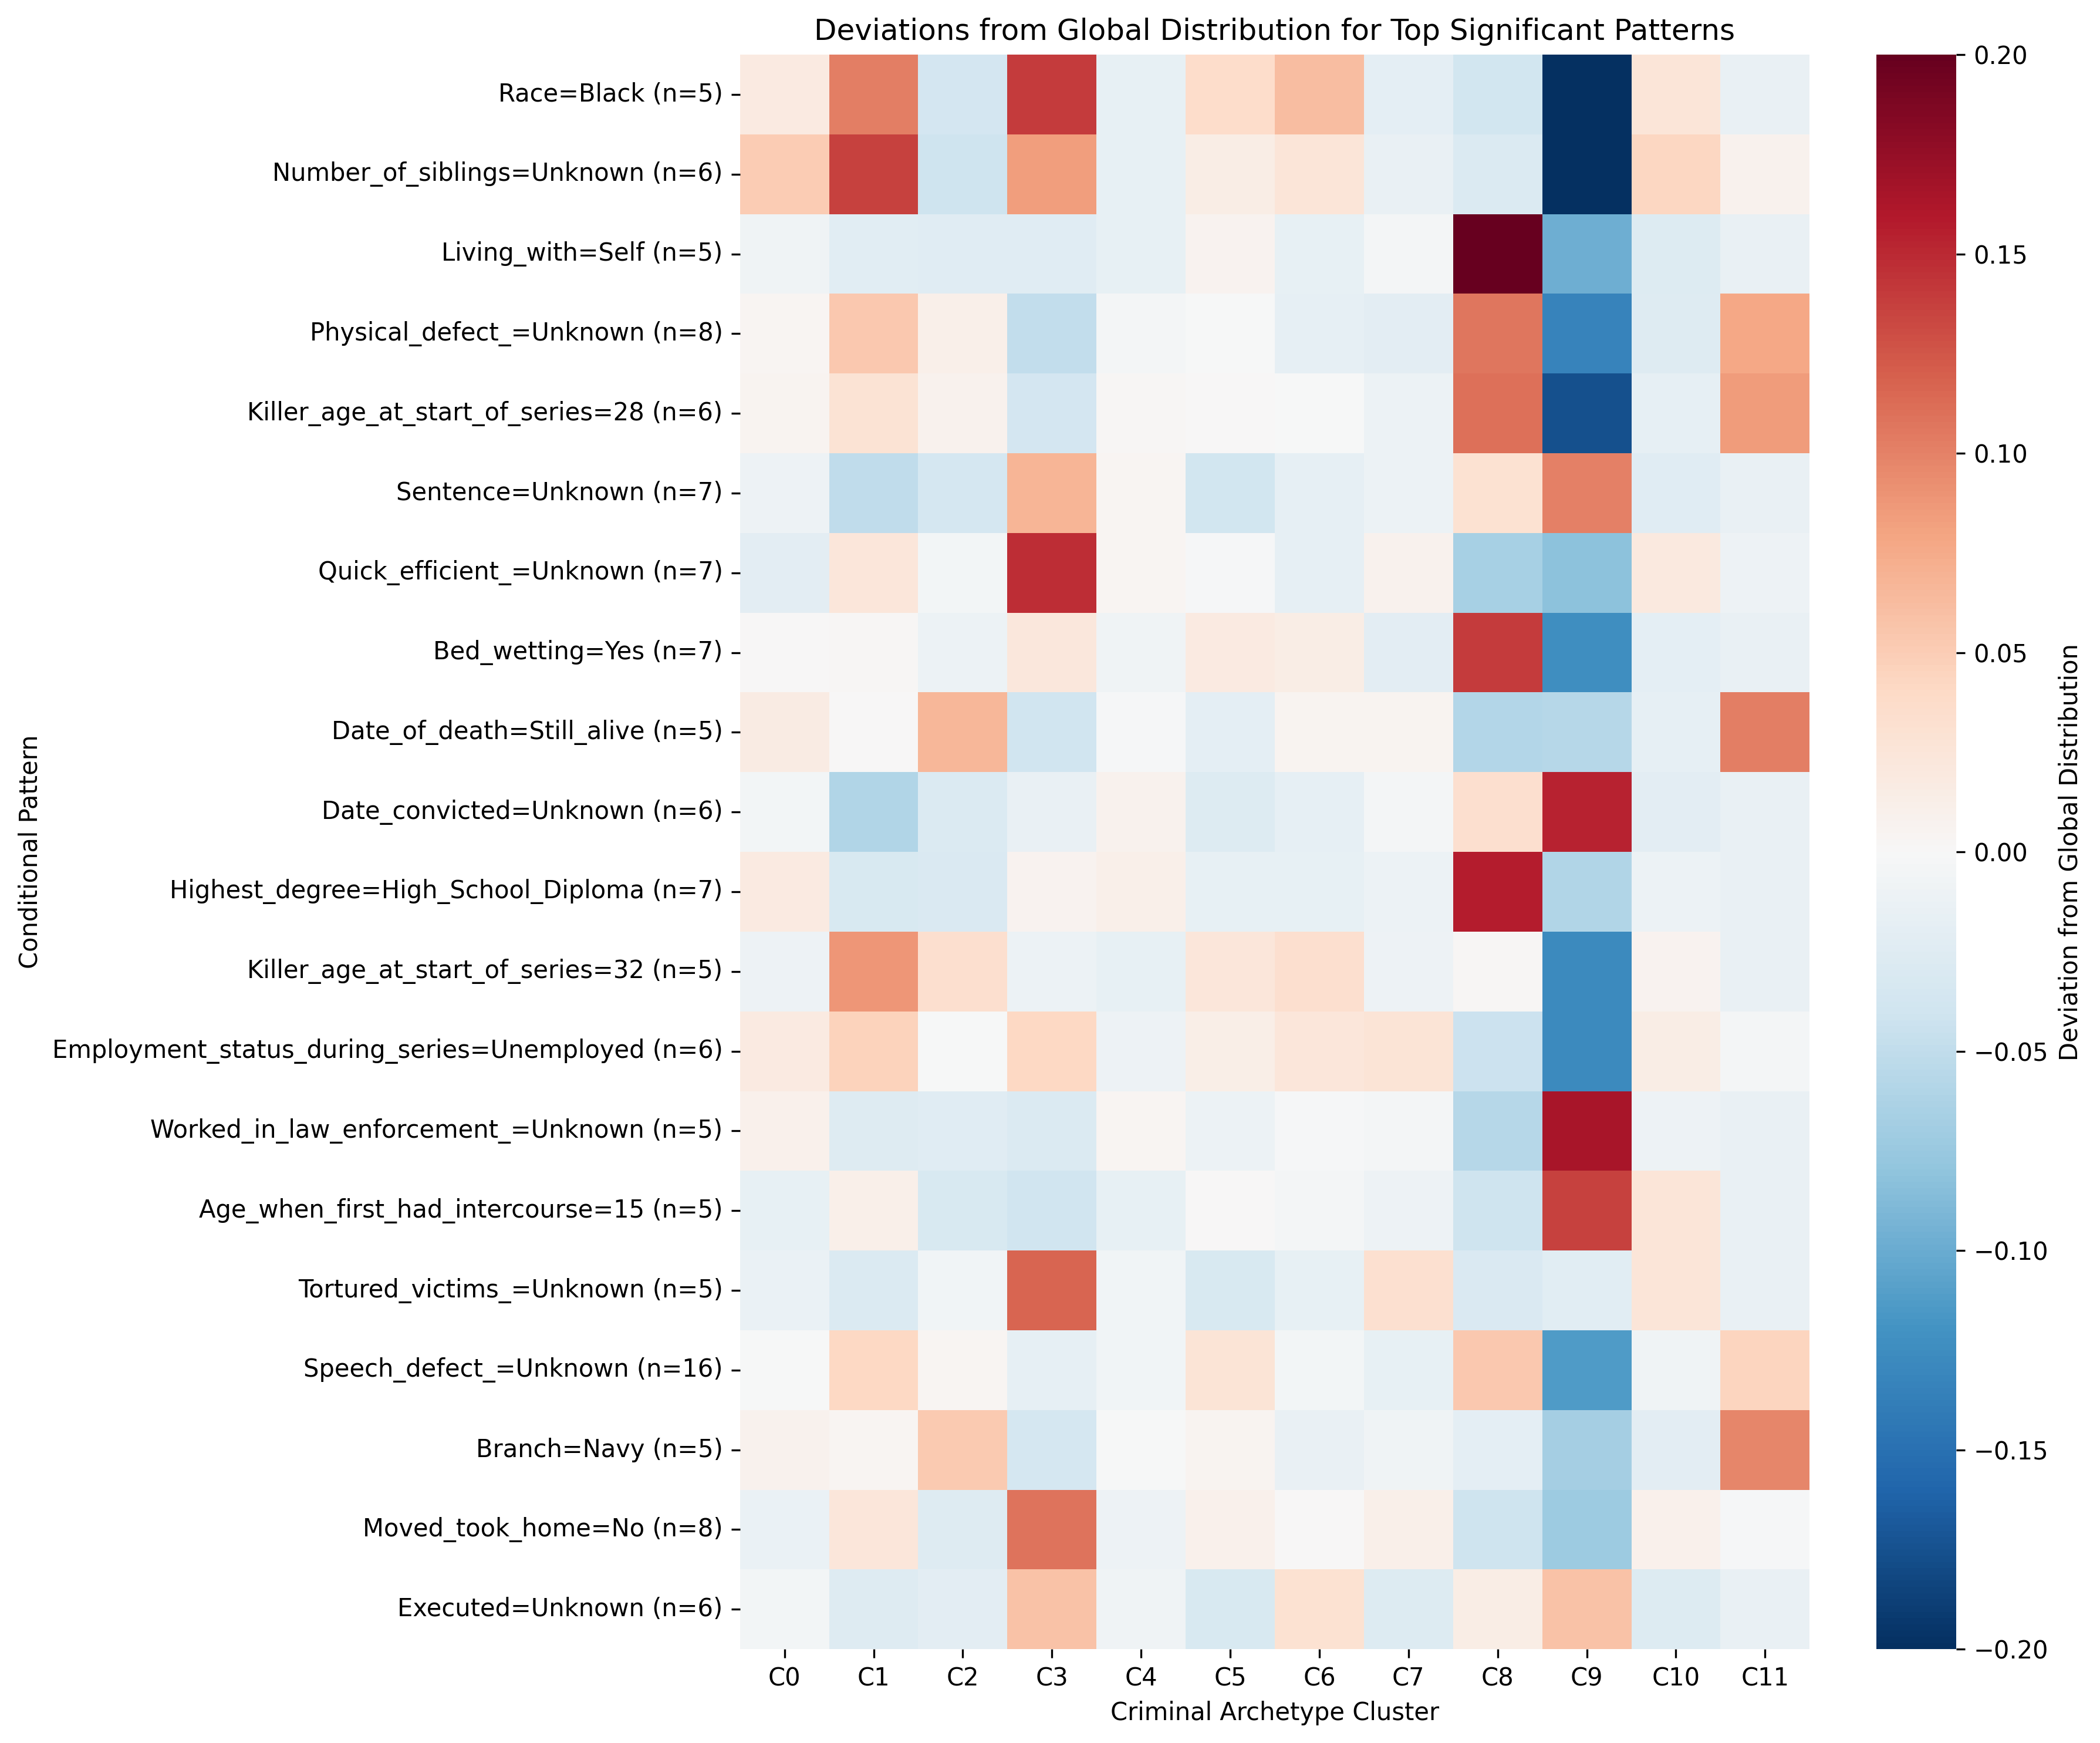 Deviations from Global Distribution for Top Significant Patterns
Conditional Pattern
Race=Black (n=5)
Number_of_siblings=Unknown (n=6)
Living_with=Self (n=5)
Physical_defect_=Unknown (n=8)
Killer_age_at_start_of_series=28 (n=6)
Sentence=Unknown (n=7)
Quick_efficient_=Unknown (n=7)
Bed_wetting=Yes (n=7)
Date_of_death=Still_alive (n=5)
Date_convicted=Unknown (n=6)
Highest_degree=High_School_Diploma (n=7)
Killer_age_at_start_of_series=32 (n=5)
Employment_status_during_series=Unemployed (n=6)
Worked_in_law_enforcement_=Unknown (n=5)
Age_when_first_had_intercourse=15 (n=5)
Tortured_victims_=Unknown (n=5)
Speech_defect_=Unknown (n=16)
Branch=Navy (n=5)
Moved_took_home=No (n=8)
Executed=Unknown (n=6)
C0 C1 C2 C3 C4 C5 C6 C7 C8 C9 C10 C11
Criminal Archetype Cluster
0.20
0.15
0.10
0.05
0.00
−0.05
−0.10
−0.15
−0.20
Deviation from Global Distribution